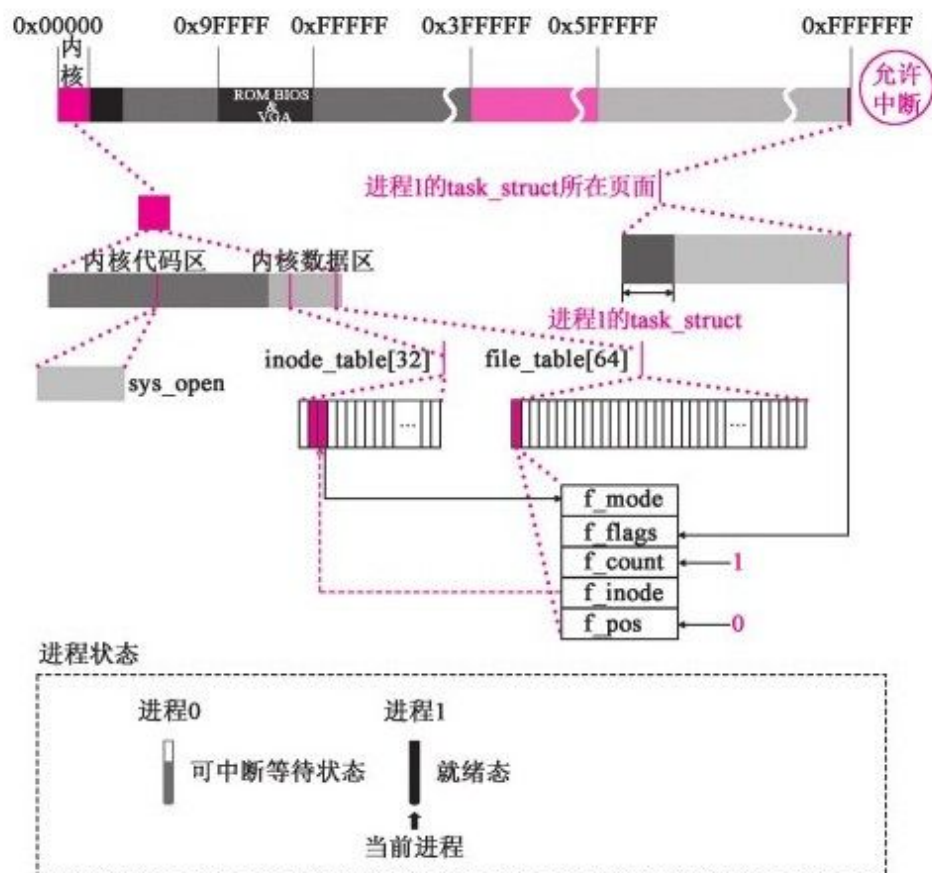 0x00000 0x9FFFF 0xFFFFF 0x3FFFFF 0x5FFFFF 0xFFFFFF
内核
ROM BIOS
&
VGA
允许
中断
进程1的task_struct所在页面
内核代码区 内核数据区
进程1的task_struct
inode_table[32] file_table[64]
sys_open
...
...
f_mode
f_flags
f_count 1
f_inode
f_pos 0
进程状态
进程0 进程1
可中断等待状态 就绪态
当前进程